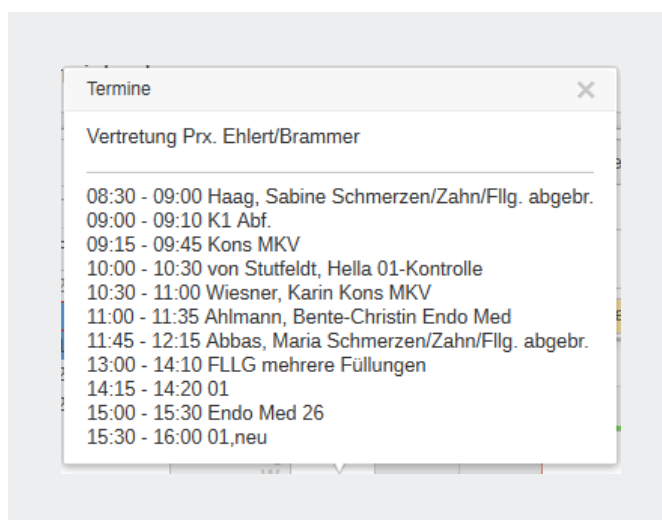 Termine
Vertretung Prx. Ehlert/Brammer
08:30 - 09:00 Haag, Sabine Schmerzen/Zahn/Fllg. abgebr.
09:00 - 09:10 K1 Abf.
09:15 - 09:45 Kons MKV
10:00 - 10:30 von Stutfeldt, Hella 01-Kontrolle
10:30 - 11:00 Wiesner, Karin Kons MKV
11:00 - 11:35 Ahlmann, Bente-Christin Endo Med
11:45 - 12:15 Abbas, Maria Schmerzen/Zahn/Fllg. abgebr.
13:00 - 14:10 FLLG mehrere Füllungen
14:15 - 14:20 01
15:00 - 15:30 Endo Med 26
15:30 - 16:00 01,neu